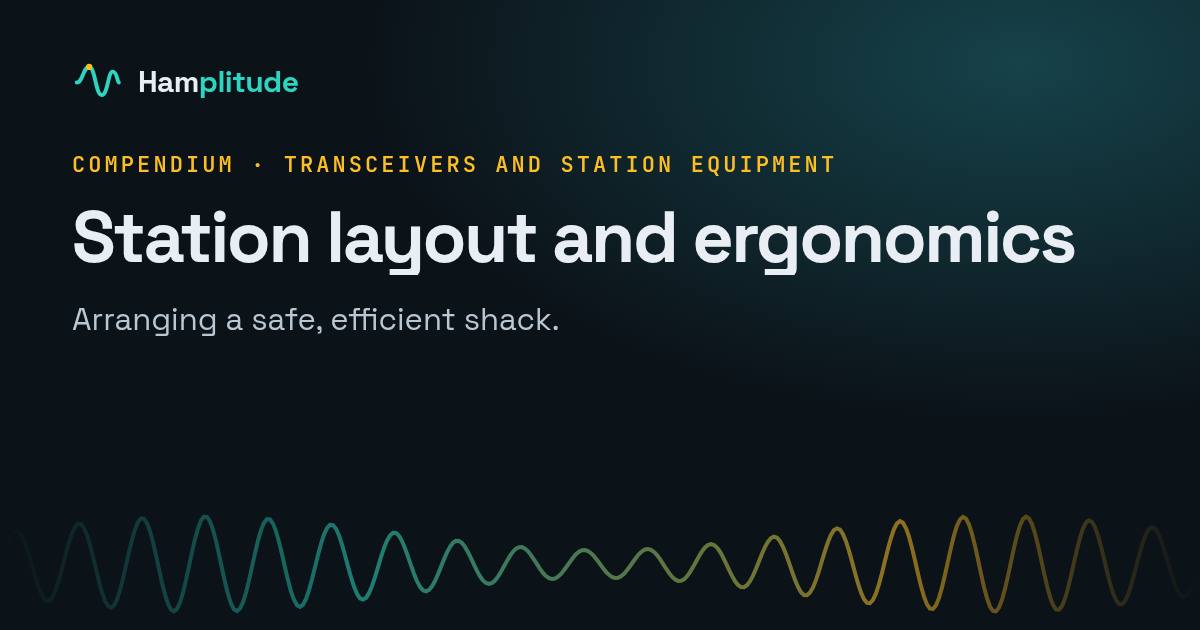 Hamplitude
COMPENDIUM · TRANSCEIVERS AND STATION EQUIPMENT
Station layout and ergonomics
Arranging a safe, efficient shack.